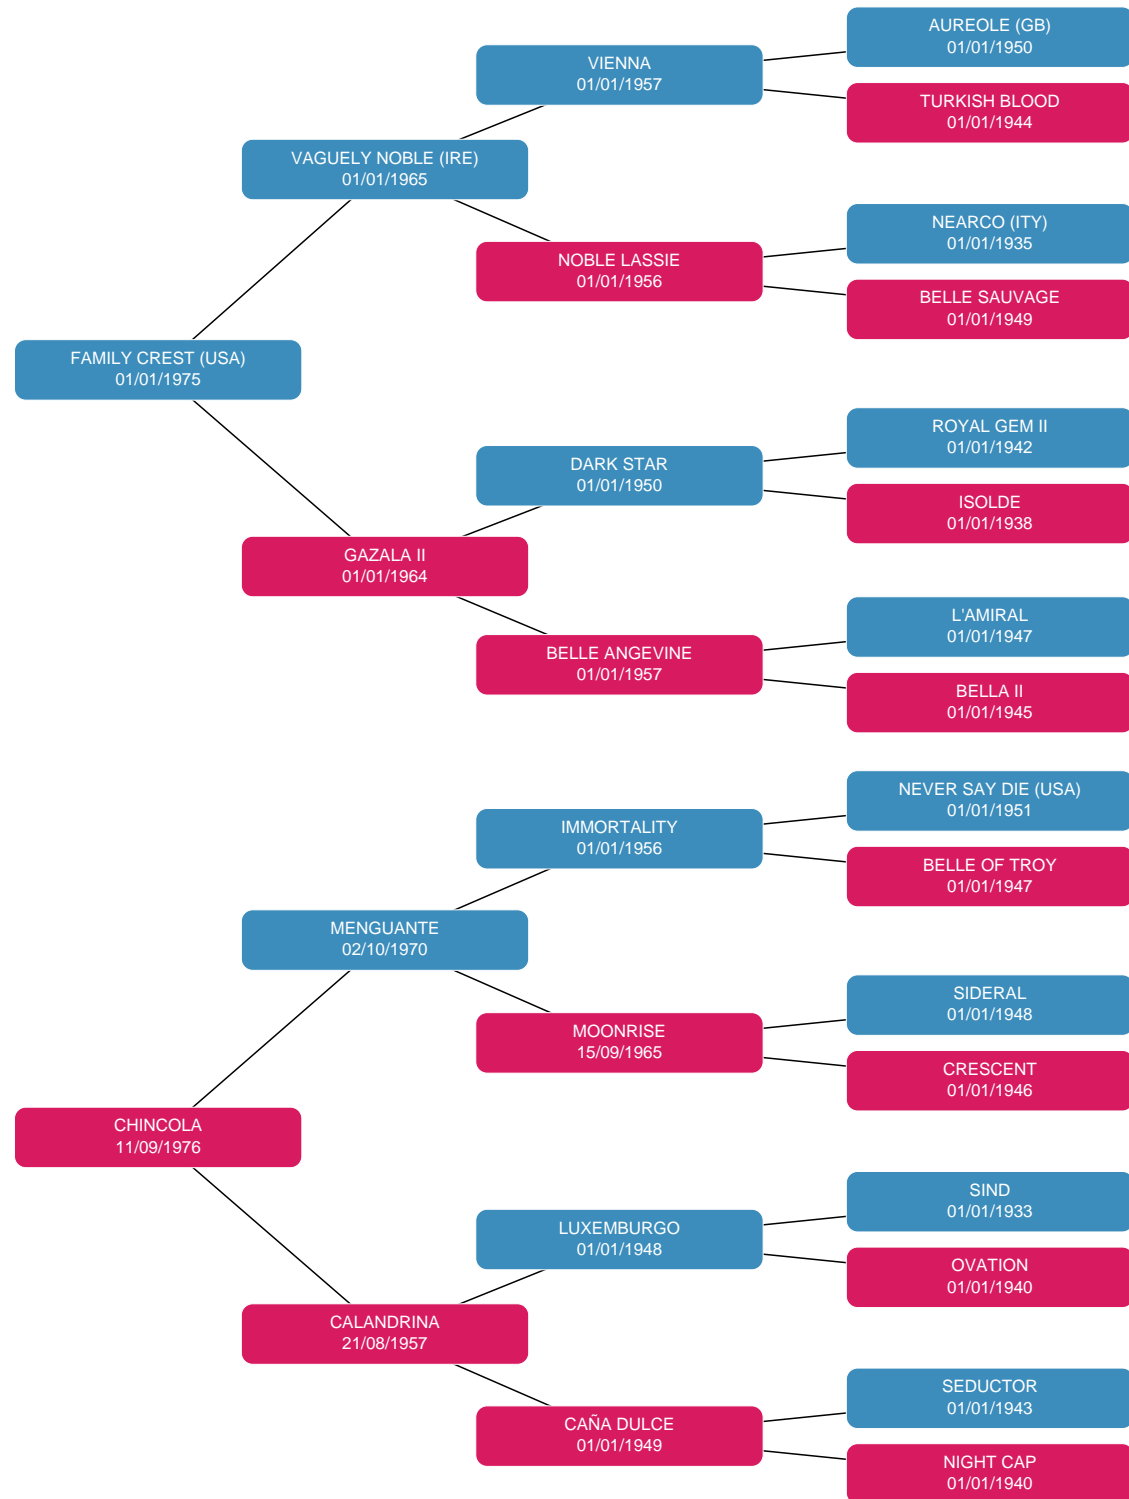 AUREOLE (GB)
01/01/1950
VIENNA
01/01/1957
TURKISH BLOOD
01/01/1944
VAGUELY NOBLE (IRE)
01/01/1965
NEARCO (ITY)
01/01/1935
NOBLE LASSIE
01/01/1956
BELLE SAUVAGE
01/01/1949
FAMILY CREST (USA)
01/01/1975
ROYAL GEM II
01/01/1942
DARK STAR
01/01/1950
ISOLDE
01/01/1938
GAZALA II
01/01/1964
L'AMIRAL
01/01/1947
BELLE ANGEVINE
01/01/1957
BELLA II
01/01/1945
NEVER SAY DIE (USA)
01/01/1951
IMMORTALITY
01/01/1956
BELLE OF TROY
01/01/1947
MENGUANTE
02/10/1970
SIDERAL
01/01/1948
MOONRISE
15/09/1965
CRESCENT
01/01/1946
CHINCOLA
11/09/1976
SIND
01/01/1933
LUXEMBURGO
01/01/1948
OVATION
01/01/1940
CALANDRINA
21/08/1957
SEDUCTOR
01/01/1943
CAÑA DULCE
01/01/1949
NIGHT CAP
01/01/1940